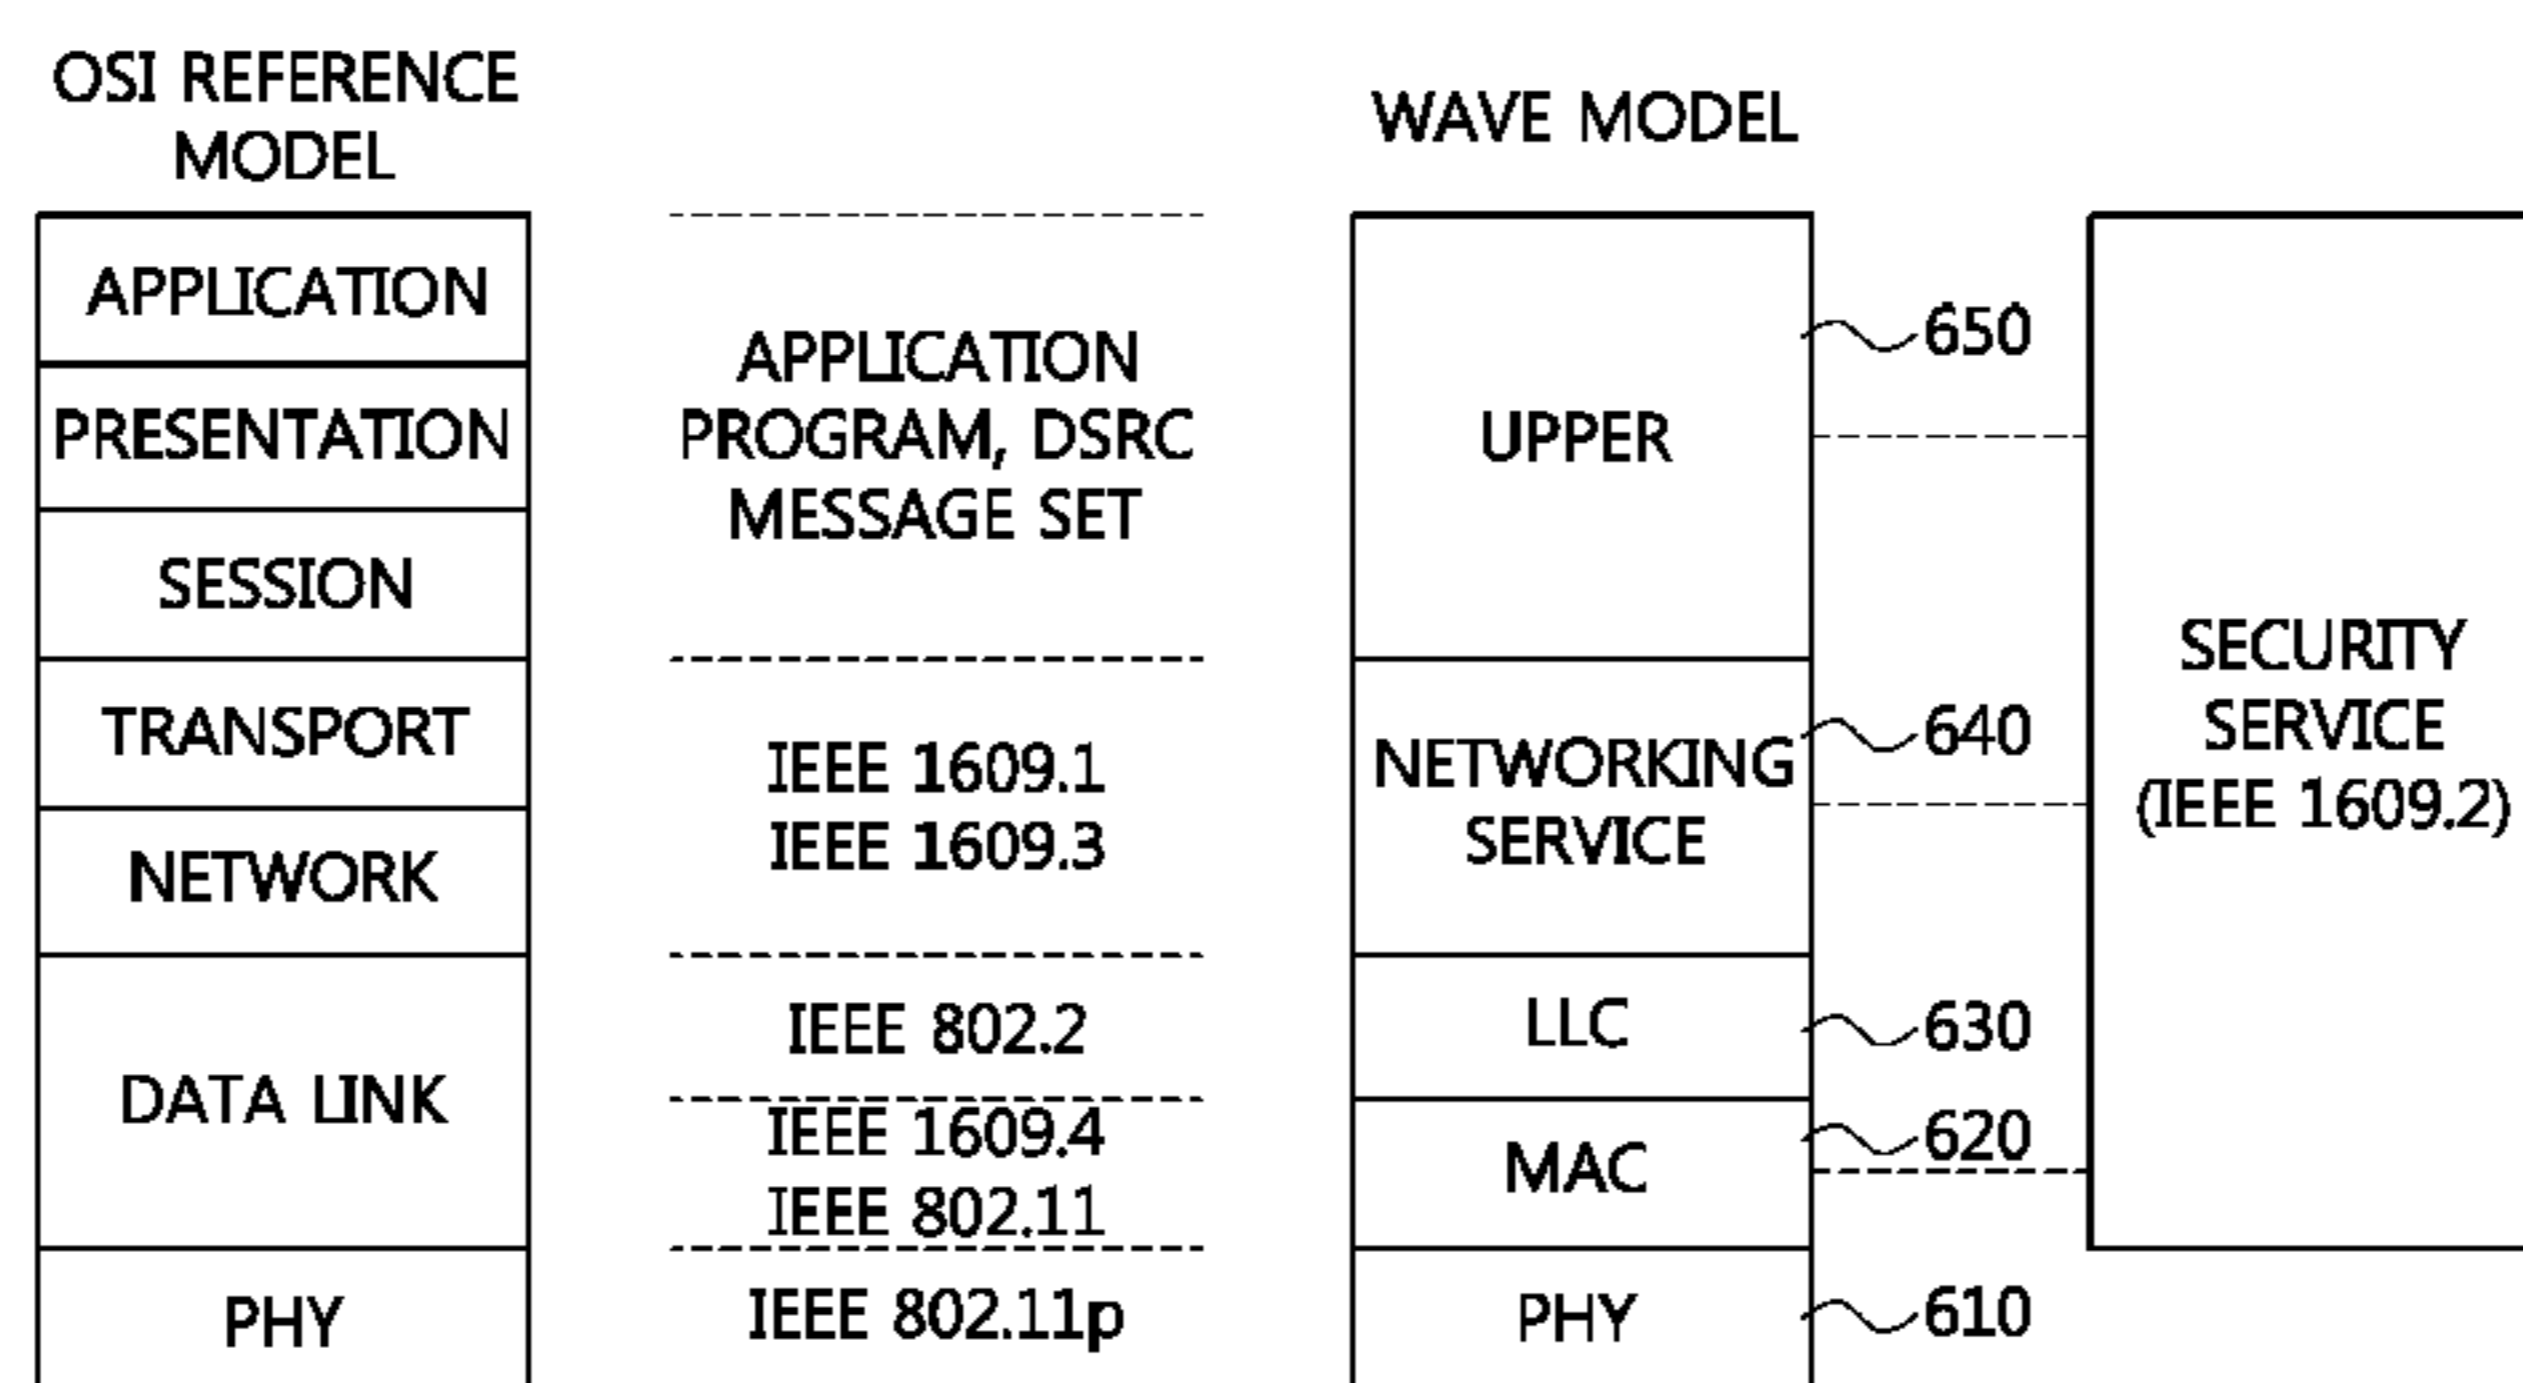 OSI REFERENCE
MODEL
APPLICATION
PRESENTATION
SESSION
TRANSPORT
NETWORK
DATA LINK
PHY
APPLICATION
PROGRAM, DSRC
MESSAGE SET
IEEE 1609.1
IEEE 1609.3
IEEE 802.2
IEEE 1609.4
IEEE 802.11
IEEE 802.11p
WAVE MODEL
UPPER
650
NETWORKING
SERVICE
640
LLC
630
MAC
620
PHY
610
SECURITY
SERVICE
(IEEE 1609.2)